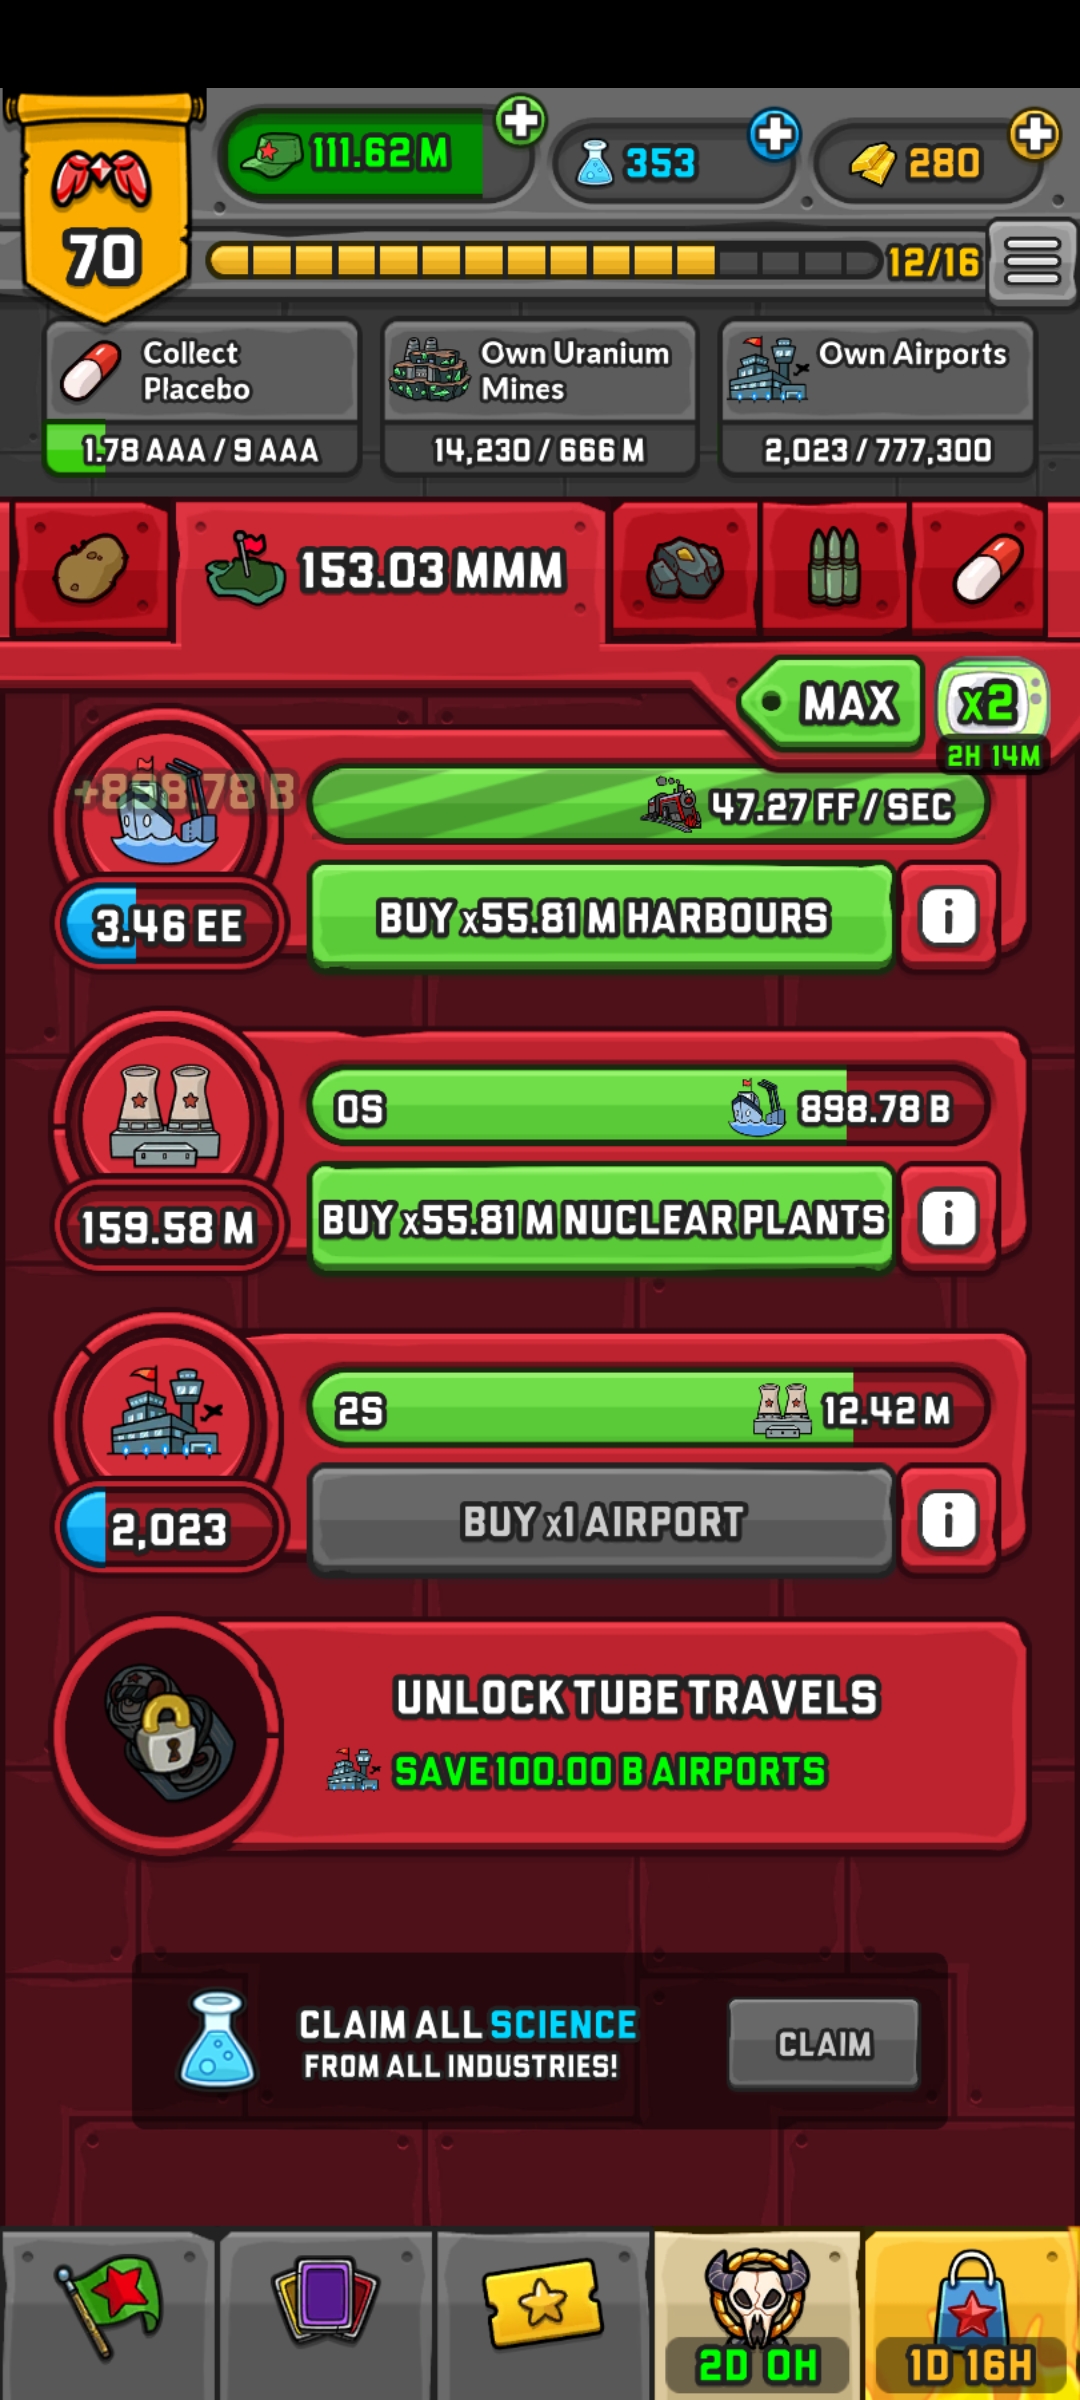 111.62 M
353
280
70
12/16
Collect
Placebo
1.78 AAA / 9 AAA
Own Uranium
Mines
14,230 / 666 M
Own Airports
2,023 / 777,300
153.03 MMM
MAX
x2
2H 14M
+898.78 B
47.27 FF / SEC
3.46 EE
BUY x55.81 M HARBOURS
i
0S
898.78 B
159.58 M
BUY x55.81 M NUCLEAR PLANTS
i
2S
12.42 M
2,023
BUY x1 AIRPORT
i
UNLOCK TUBE TRAVELS
SAVE 100.00 B AIRPORTS
CLAIM ALL SCIENCE
FROM ALL INDUSTRIES!
CLAIM
2D 0H
1D 16H